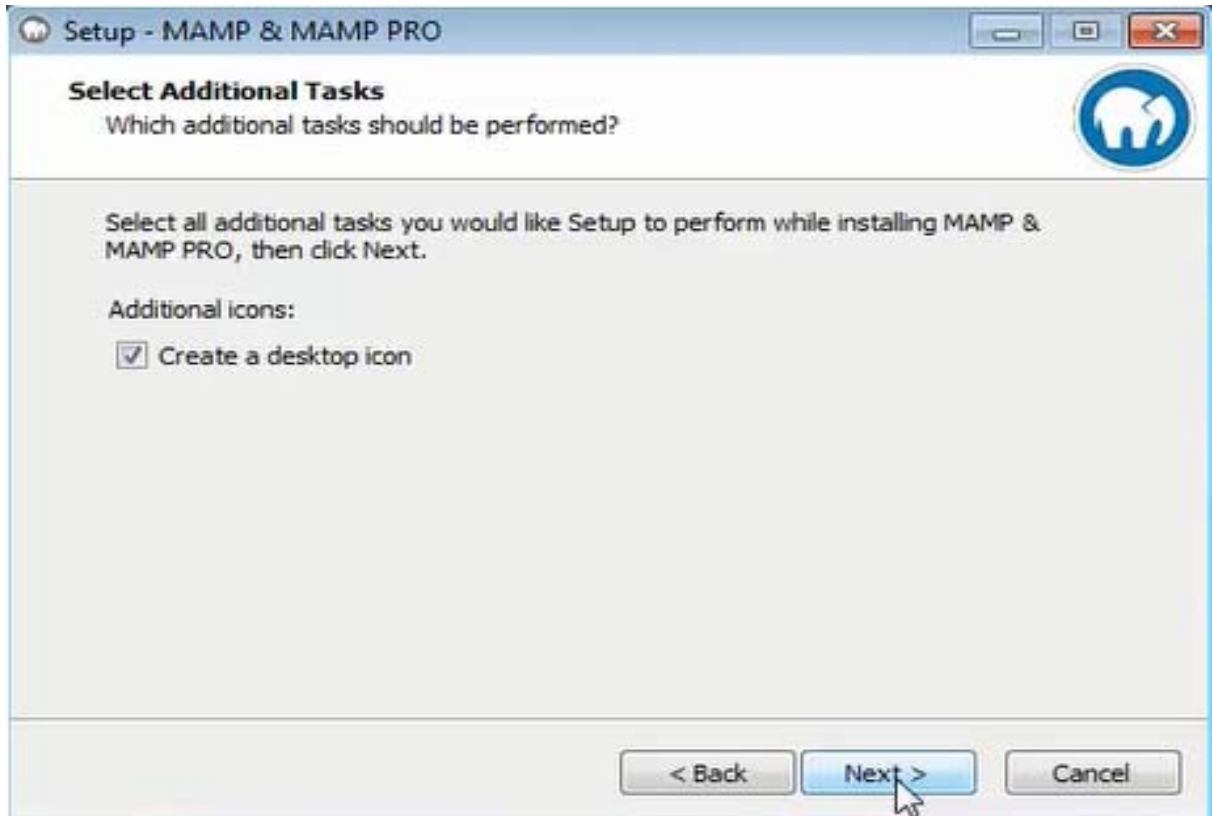 Setup - MAMP & MAMP PRO
Select Additional Tasks
Which additional tasks should be performed?
Select all additional tasks you would like Setup to perform while installing MAMP &
MAMP PRO, then click Next.
Additional icons:
Create a desktop icon
< Back
Next >
Cancel